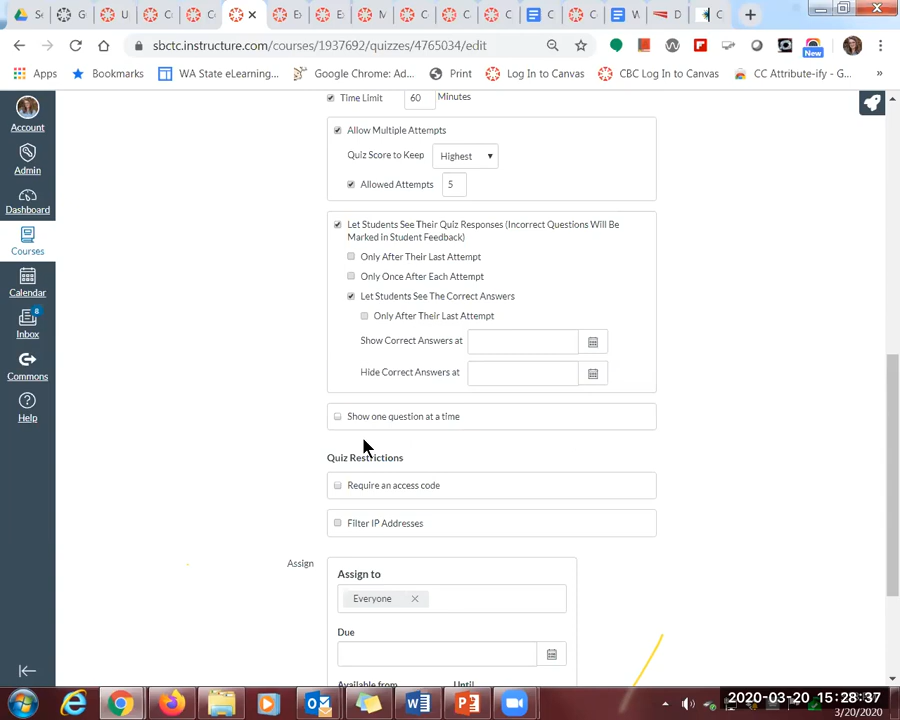 Se
G
U
C
Co
Ex
Ex
M
C
C
C
C
C
W
D
C
sbctc.instructure.com/courses/1937692/quizzes/4765034/edit
New
Apps
Bookmarks
WA State eLearning...
Google Chrome: Ad...
Print
Log In to Canvas
CBC Log In to Canvas
CC Attribute-ify - G...
»
Account
Admin
Dashboard
Courses
Calendar
8
Inbox
Commons
Help
Time Limit 60 Minutes
Allow Multiple Attempts
Quiz Score to Keep Highest
Allowed Attempts 5
Let Students See Their Quiz Responses (Incorrect Questions Will Be
Marked in Student Feedback)
Only After Their Last Attempt
Only Once After Each Attempt
Let Students See The Correct Answers
Only After Their Last Attempt
Show Correct Answers at
Hide Correct Answers at
Show one question at a time
Quiz Restrictions
Require an access code
Filter IP Addresses
Assign
Assign to
Everyone
Due
Available from Until
2020-03-20 15:28:37
3/20/2020